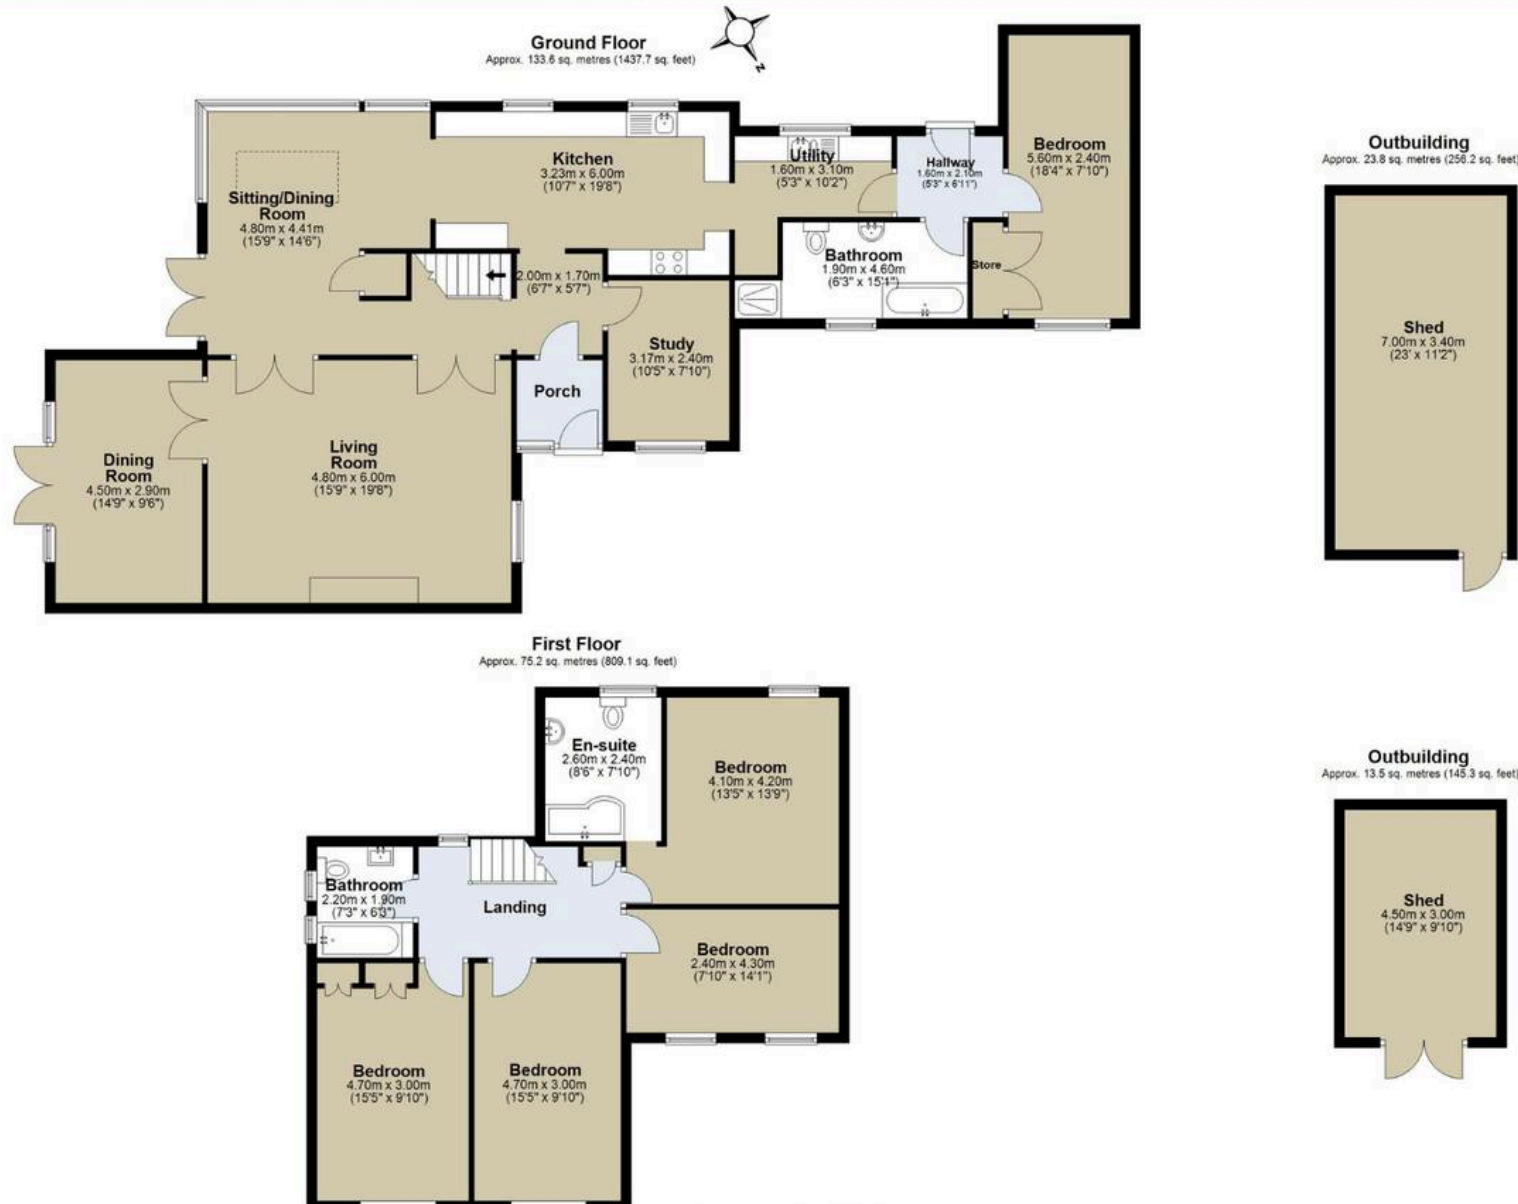 Ground Floor
Approx. 133.6 sq. metres (1437.7 sq. feet)
N
Kitchen
3.23m x 6.00m
(10'7" x 19'8")
Utility
1.60m x 3.10m
(5'3" x 10'2")
Hallway
1.60m x 2.10m
(5'3" x 6'11")
Bedroom
5.60m x 2.40m
(18'4" x 7'10")
Sitting/Dining
Room
4.80m x 4.41m
(15'9" x 14'6")
2.00m x 1.70m
(6'7" x 5'7")
Bathroom
1.90m x 4.60m
(6'3" x 15'1")
Store
Study
3.17m x 2.40m
(10'5" x 7'10")
Porch
Dining
Room
4.50m x 2.90m
(14'9" x 9'6")
Living
Room
4.80m x 6.00m
(15'9" x 19'8")
Outbuilding
Approx. 23.8 sq. metres (256.2 sq. feet)
Shed
7.00m x 3.40m
(23' x 11'2")
First Floor
Approx. 75.2 sq. metres (809.1 sq. feet)
En-suite
2.60m x 2.40m
(8'6" x 7'10")
Bedroom
4.10m x 4.20m
(13'5" x 13'9")
Bathroom
2.20m x 1.90m
(7'3" x 6'3")
Landing
Bedroom
2.40m x 4.30m
(7'10" x 14'1")
Bedroom
4.70m x 3.00m
(15'5" x 9'10")
Bedroom
4.70m x 3.00m
(15'5" x 9'10")
Outbuilding
Approx. 13.5 sq. metres (145.3 sq. feet)
Shed
4.50m x 3.00m
(14'9" x 9'10")